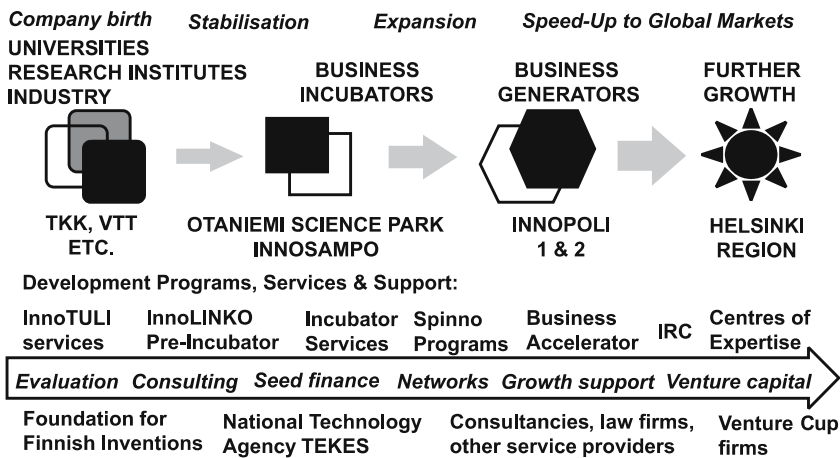 Company birth Stabilisation Expansion Speed-Up to Global Markets
UNIVERSITIES
RESEARCH INSTITUTES
INDUSTRY
BUSINESS
INCUBATORS
BUSINESS
GENERATORS
FURTHER
GROWTH
TKK, VTT
ETC.
OTANIEMI SCIENCE PARK
INNOSAMPO
INNOPOLI
1 & 2
HELSINKI
REGION
Development Programs, Services & Support:
InnoTULI
services
InnoLINKO
Pre-Incubator
Incubator
Services
Spinno
Programs
Business
Accelerator
IRC
Centres of
Expertise
Evaluation Consulting Seed finance Networks Growth support Venture capital
Foundation for
Finnish Inventions
National Technology
Agency TEKES
Consultancies, law firms,
other service providers
Venture Cup
firms